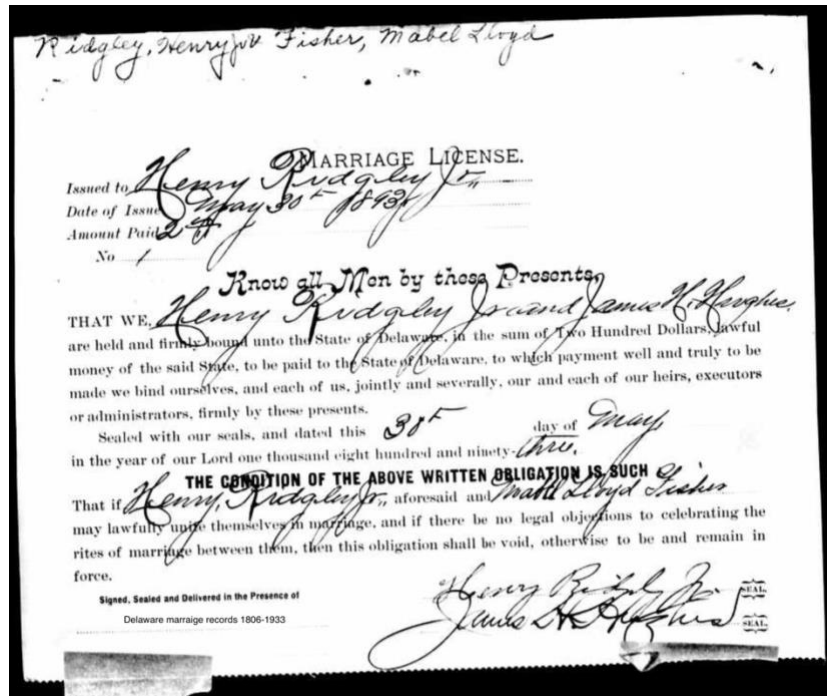 Ridgley, Henry Jr Fisher, Mabel Lloyd
MARRIAGE LICENSE.
Issued to Henry Ridgley Jr.,
Date of Issue May 30th 1893
Amount Paid 2
No 1
Know all Men by these Presents,
THAT WE, Henry Ridgley Jr and James H. Hughes.
are held and firmly bound unto the State of Delaware, in the sum of Two Hundred Dollars, lawful
money of the said State, to be paid to the State of Delaware, to which payment well and truly to be
made we bind ourselves, and each of us, jointly and severally, our and each of our heirs, executors
or administrators, firmly by these presents.
Sealed with our seals, and dated this 30th day of May
in the year of our Lord one thousand eight hundred and ninety-three.
THE CONDITION OF THE ABOVE WRITTEN OBLIGATION IS SUCH
That if Henry, Ridgley Jr., aforesaid and Mabel Lloyd Fisher
may lawfully unite themselves in marriage, and if there be no legal objections to celebrating the
rites of marriage between them, then this obligation shall be void, otherwise to be and remain in
force.
Signed, Sealed and Delivered in the Presence of
Henry Ridgely Jr. SEAL.
James H Hughes SEAL.
Delaware marraige records 1806-1933